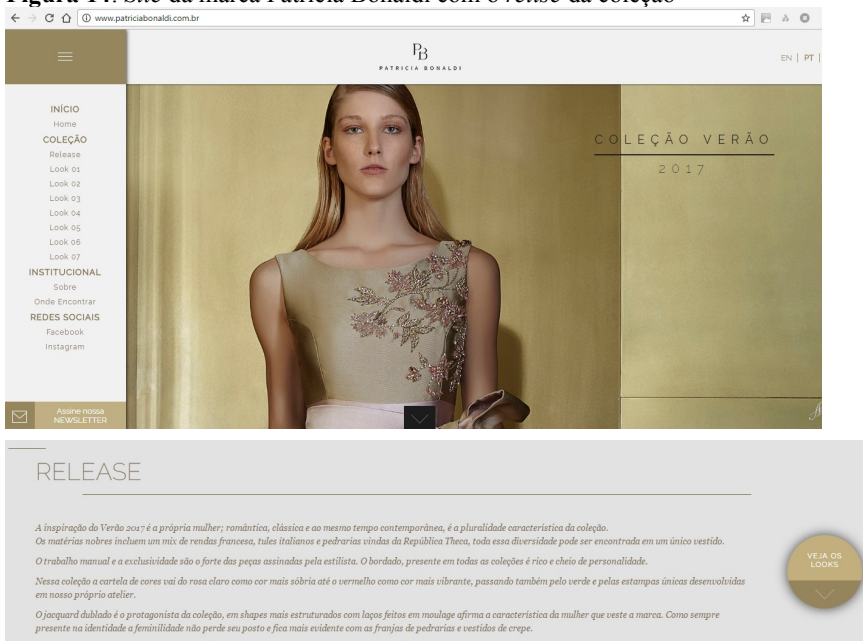 Figura 14. Site da marca Patricia Bonaldi com o relise da coleção
www.patriciabonaldi.com.br
PB
PATRICIA BONALDI
EN | PT |
INÍCIO
Home
COLEÇÃO
Release
Look 01
Look 02
Look 03
Look 04
Look 05
Look 06
Look 07
INSTITUCIONAL
Sobre
Onde Encontrar
REDES SOCIAIS
Facebook
Instagram
Assine nossa
NEWSLETTER
COLEÇÃO VERÃO
2017
RELEASE
A inspiração do Verão 2017 é a própria mulher; romântica, clássica e ao mesmo tempo contemporânea, é a pluralidade característica da coleção.
Os matérias nobres incluem um mix de rendas francesa, tules italianos e pedrarias vindas da República Theca, toda essa diversidade pode ser encontrada em um único vestido.
O trabalho manual e a exclusividade são o forte das peças assinadas pela estilista. O bordado, presente em todas as coleções é rico e cheio de personalidade.
Nessa coleção a cartela de cores vai do rosa claro como cor mais sóbria até o vermelho como cor mais vibrante, passando também pelo verde e pelas estampas únicas desenvolvidas
em nosso próprio atelier.
O jacquard dublado é o protagonista da coleção, em shapes mais estruturados com laços feitos em moulage afirma a característica da mulher que veste a marca. Como sempre
presente na identidade a feminilidade não perde seu posto e fica mais evidente com as franjas de pedrarias e vestidos de crepe.
VEJA OS
LOOKS